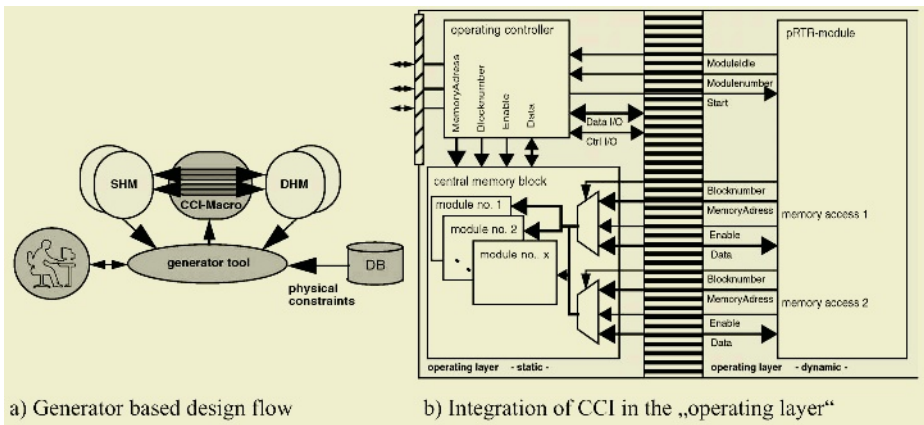 SHM
CCI-Macro
DHM
generator tool
DB
physical
constraints
a) Generator based design flow
operating controller
MemoryAdress
Blocknumber
Enable
Data
pRTR-module
ModuleIdle
Modulenumber
Start
Data I/O
Ctrl I/O
central memory block
module no. 1
module no. 2
module no.. x
Blocknumber
MemoryAdress
memory access 1
Enable
Data
Blocknumber
MemoryAdress
memory access 2
Enable
Data
operating layer - static -
operating layer - dynamic -
b) Integration of CCI in the „operating layer“